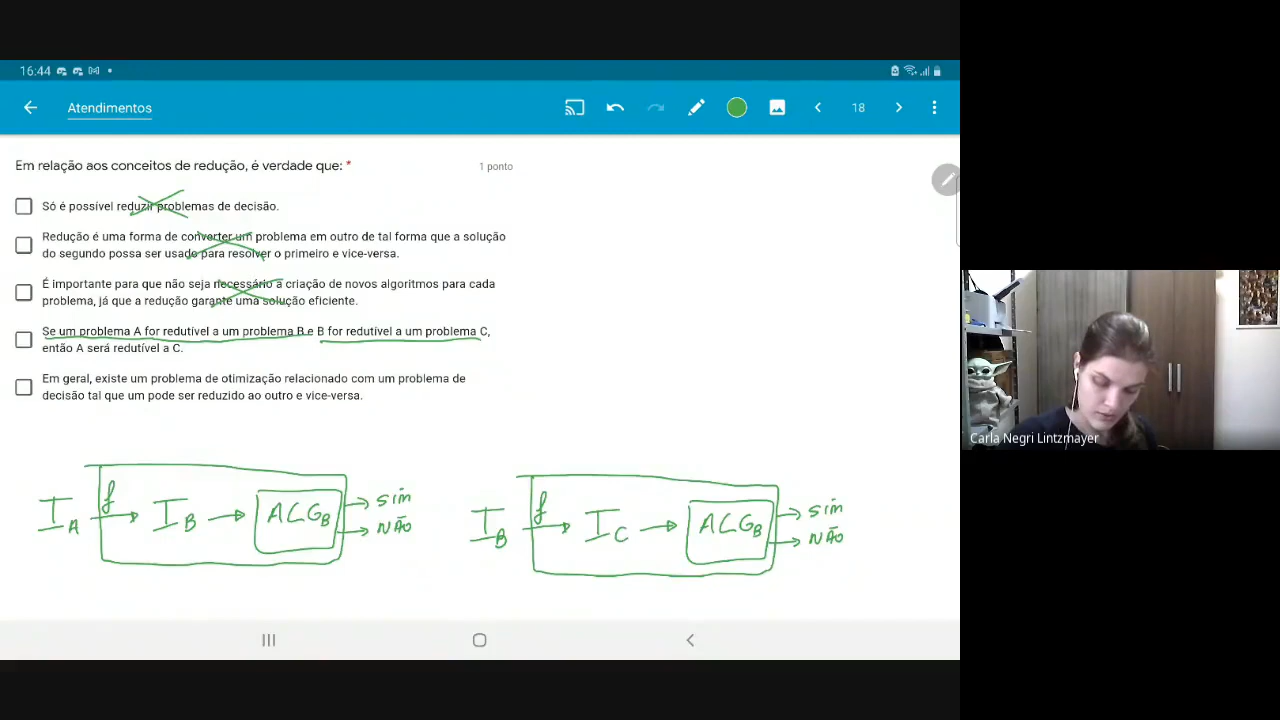 16:44
Atendimentos
18
Em relação aos conceitos de redução, é verdade que: *
1 ponto
Só é possível reduzir problemas de decisão.
Redução é uma forma de converter um problema em outro de tal forma que a solução
do segundo possa ser usado para resolver o primeiro e vice-versa.
É importante para que não seja necessário a criação de novos algoritmos para cada
problema, já que a redução garante uma solução eficiente.
Se um problema A for redutível a um problema B e B for redutível a um problema C,
então A será redutível a C.
Em geral, existe um problema de otimização relacionado com um problema de
decisão tal que um pode ser reduzido ao outro e vice-versa.
I_A f I_B ALG_B SIM NÃO
I_B f I_C ALG_B SIM NÃO
Carla Negri Lintzmayer